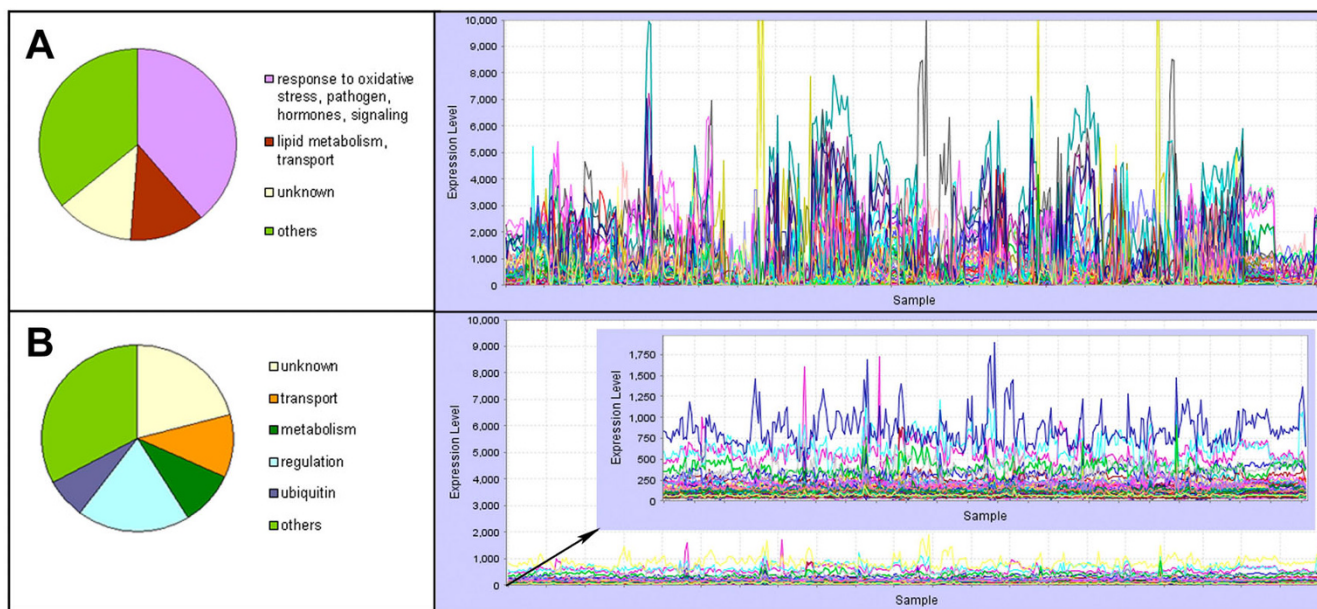 A
response to oxidative
stress, pathogen,
hormones, signaling
lipid metabolism,
transport
unknown
others
Expression Level
10,000
9,000
8,000
7,000
6,000
5,000
4,000
3,000
2,000
1,000
0
Sample
B
unknown
transport
metabolism
regulation
ubiquitin
others
Expression Level
10,000
9,000
8,000
7,000
6,000
5,000
4,000
3,000
2,000
1,000
0
Sample
Expression Level
1,750
1,500
1,250
1,000
750
500
250
0
Sample